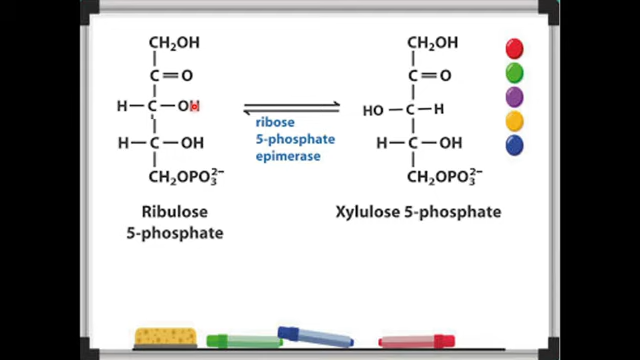 CH2OH
C=O
H-C-OH
H-C-OH
CH2OPO3^2-
Ribulose
5-phosphate
ribose
5-phosphate
epimerase
CH2OH
C=O
HO-C-H
H-C-OH
CH2OPO3^2-
Xylulose 5-phosphate